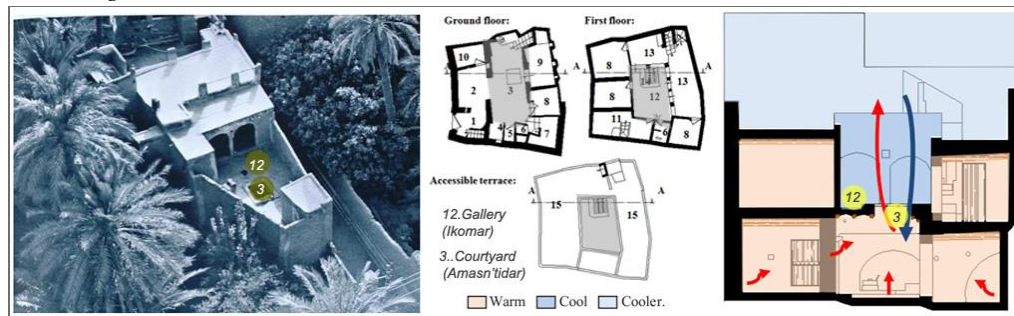 12
3
Ground floor:
10
9
2
3
1
8
4
5
6
7
First floor:
13
8
A
A
14
13
8
12
11
6
8
Accessible terrace:
A
A
15
15
12.Gallery
(Ikomar)
3..Courtyard
(Amasn'tidar)
Warm
Cool
Cooler.
12
3